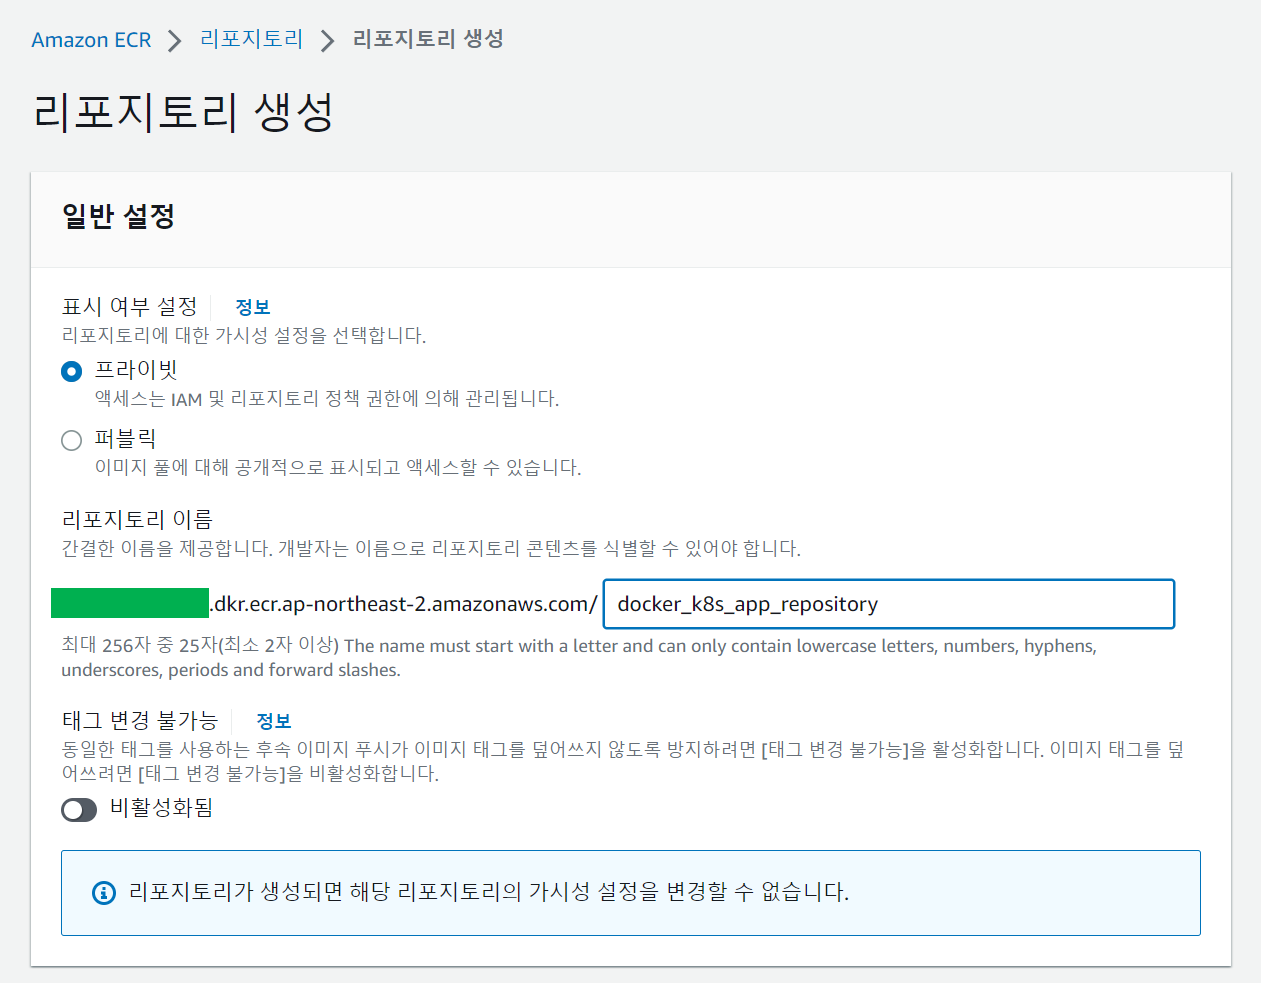 Amazon ECR > 리포지토리 > 리포지토리 생성
리포지토리 생성
일반 설정
표시 여부 설정 정보
리포지토리에 대한 가시성 설정을 선택합니다.
프라이빗
액세스는 IAM 및 리포지토리 정책 권한에 의해 관리됩니다.
퍼블릭
이미지 풀에 대해 공개적으로 표시되고 액세스할 수 있습니다.
리포지토리 이름
간결한 이름을 제공합니다. 개발자는 이름으로 리포지토리 콘텐츠를 식별할 수 있어야 합니다.
.dkr.ecr.ap-northeast-2.amazonaws.com/ docker_k8s_app_repository
최대 256자 중 25자(최소 2자 이상) The name must start with a letter and can only contain lowercase letters, numbers, hyphens,
underscores, periods and forward slashes.
태그 변경 불가능 정보
동일한 태그를 사용하는 후속 이미지 푸시가 이미지 태그를 덮어쓰지 않도록 방지하려면 [태그 변경 불가능]을 활성화합니다. 이미지 태그를 덮
어쓰려면 [태그 변경 불가능]을 비활성화합니다.
비활성화됨
리포지토리가 생성되면 해당 리포지토리의 가시성 설정을 변경할 수 없습니다.